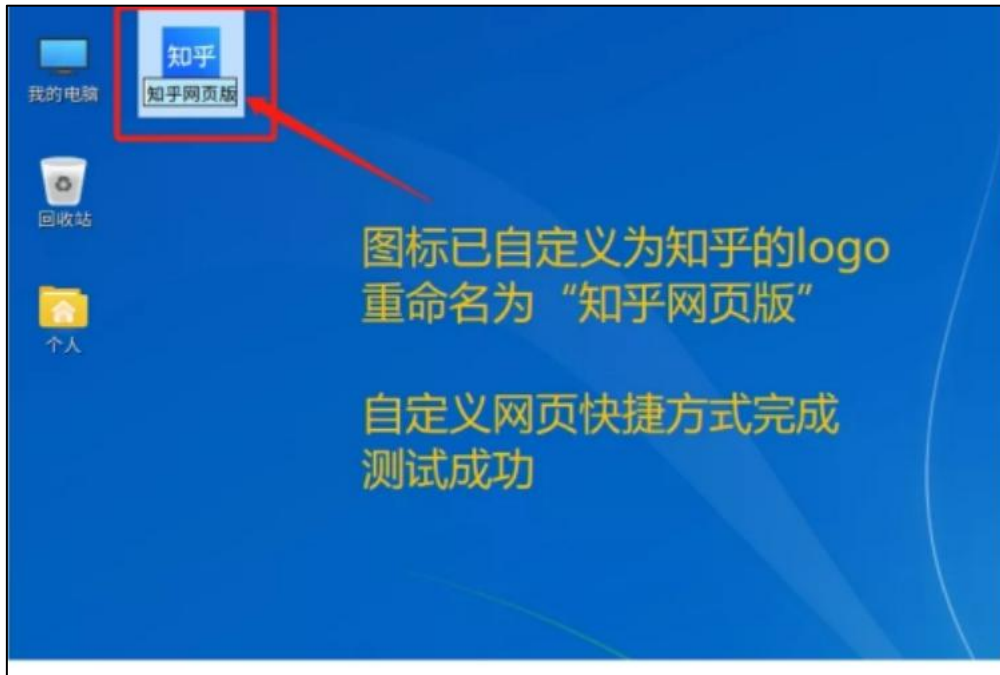 知乎
我的电脑
知乎网页版
回收站
个人
图标已自定义为知乎的logo
重命名为“知乎网页版”
自定义网页快捷方式完成
测试成功